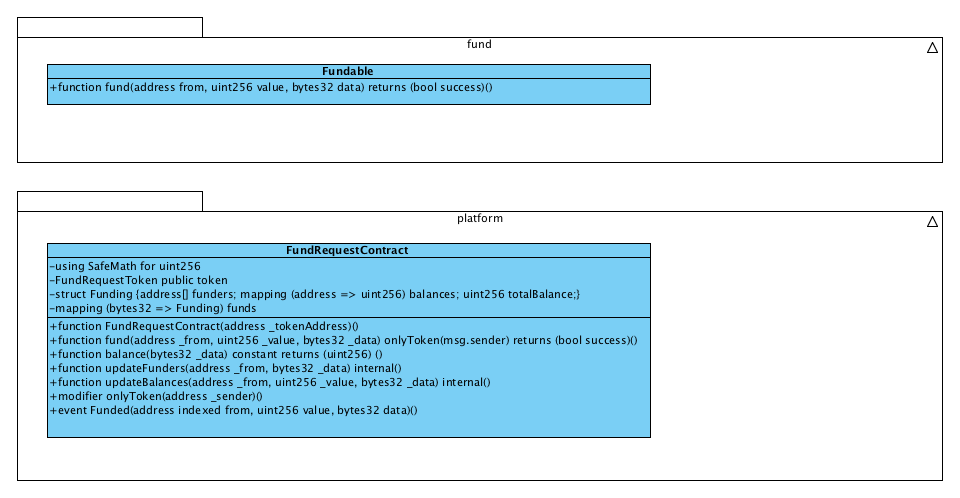 fund
Fundable
+function fund(address from, uint256 value, bytes32 data) returns (bool success)()
platform
FundRequestContract
-using SafeMath for uint256
-FundRequestToken public token
-struct Funding {address[] funders; mapping (address => uint256) balances; uint256 totalBalance;}
-mapping (bytes32 => Funding) funds
+function FundRequestContract(address _tokenAddress)()
+function fund(address _from, uint256 _value, bytes32 _data) onlyToken(msg.sender) returns (bool success)()
+function balance(bytes32 _data) constant returns (uint256) ()
+function updateFunders(address _from, bytes32 _data) internal()
+function updateBalances(address _from, uint256 _value, bytes32 _data) internal()
+modifier onlyToken(address _sender)()
+event Funded(address indexed from, uint256 value, bytes32 data)()